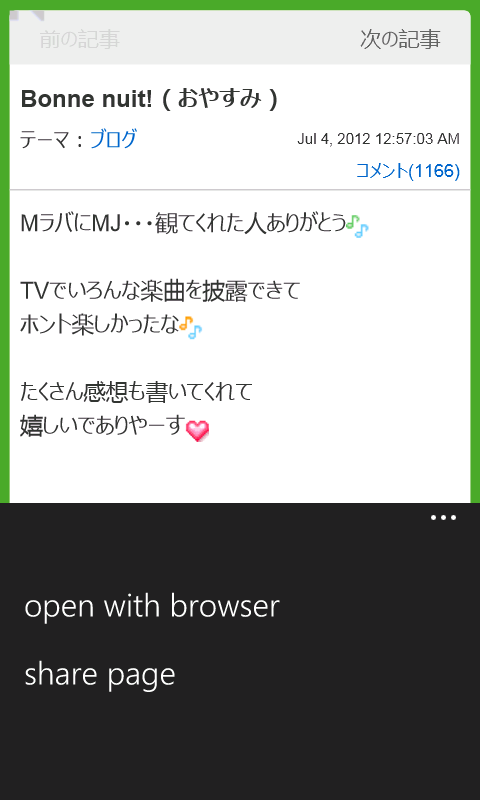 前の記事
次の記事
Bonne nuit! ( おやすみ )
テーマ：ブログ
Jul 4, 2012 12:57:03 AM
コメント(1166)
MラバにMJ・・・観てくれた人ありがとう
TVでいろんな楽曲を披露できて
ホント楽しかったな
たくさん感想も書いてくれて
嬉しいでありやーす
open with browser
share page